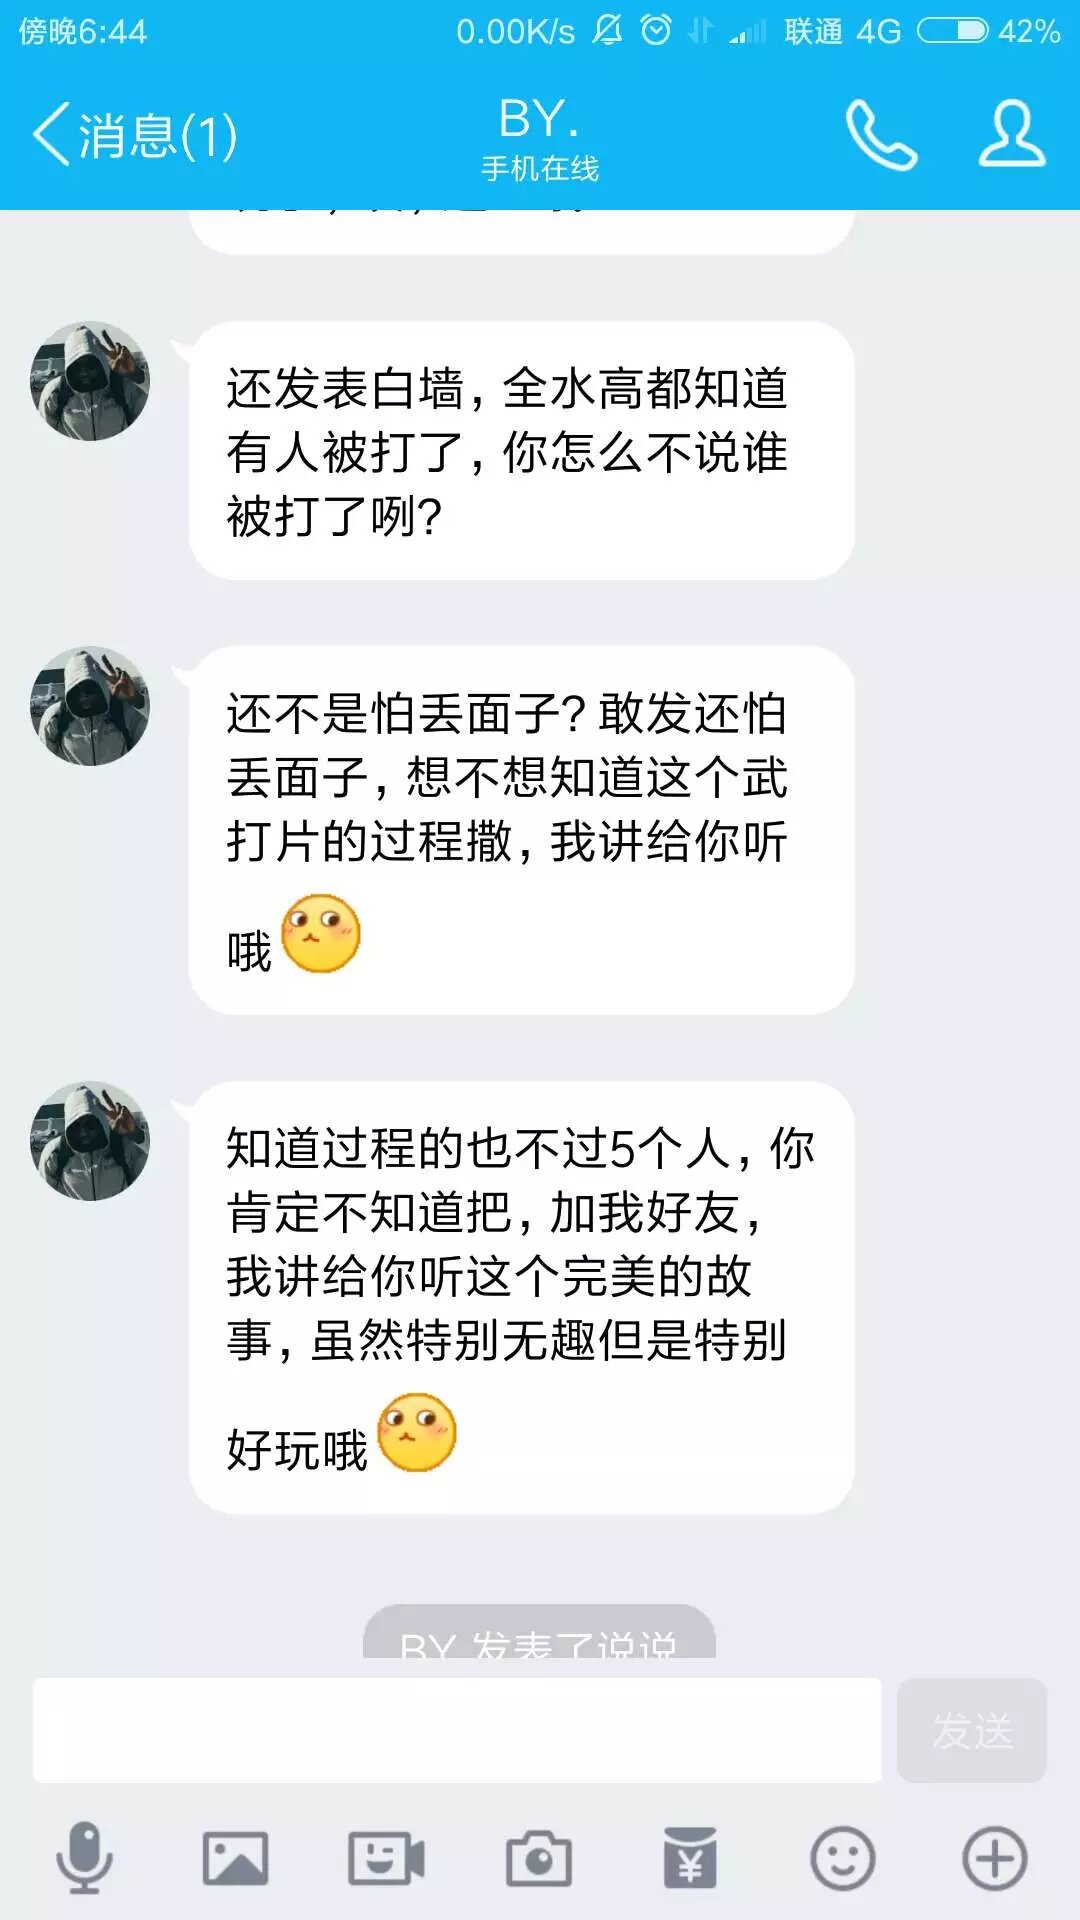 傍晚6:44 0.00K/s 联通 4G 42%
消息(1)
BY.
手机在线
还发表白墙，全水高都知道
有人被打了，你怎么不说谁
被打了咧？
还不是怕丢面子？敢发还怕
丢面子，想不想知道这个武
打片的过程撒，我讲给你听
哦
知道过程的也不过5个人，你
肯定不知道把，加我好友，
我讲给你听这个完美的故
事，虽然特别无趣但是特别
好玩哦
BY 发表了说说
发送